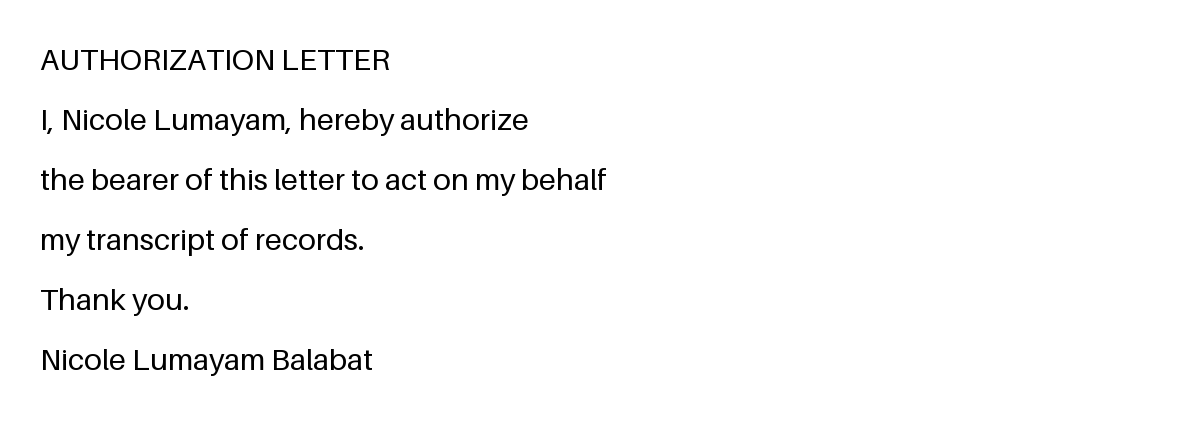 AUTHORIZATION LETTER
I, Nicole Lumayam, hereby authorize
the bearer of this letter to act on my behalf
my transcript of records.
Thank you.
Nicole Lumayam Balabat